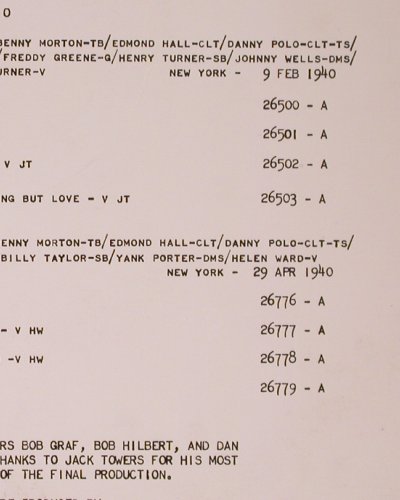 O
BENNY MORTON-TB/EDMOND HALL-CLT/DANNY POLO-CLT-TS/
/FREDDY GREENE-G/HENRY TURNER-SB/JOHNNY WELLS-DMS/
URNER-V NEW YORK - 9 FEB 1940
26500 - A
26501 - A
V JT 26502 - A
NG BUT LOVE - V JT 26503 - A
ENNY MORTON-TB/EDMOND HALL-CLT/DANNY POLO-CLT-TS/
BILLY TAYLOR-SB/YANK PORTER-DMS/HELEN WARD-V
NEW YORK - 29 APR 1940
26776 - A
- V HW 26777 - A
-V HW 26778 - A
26779 - A
RS BOB GRAF, BOB HILBERT, AND DAN
HANKS TO JACK TOWERS FOR HIS MOST
OF THE FINAL PRODUCTION.